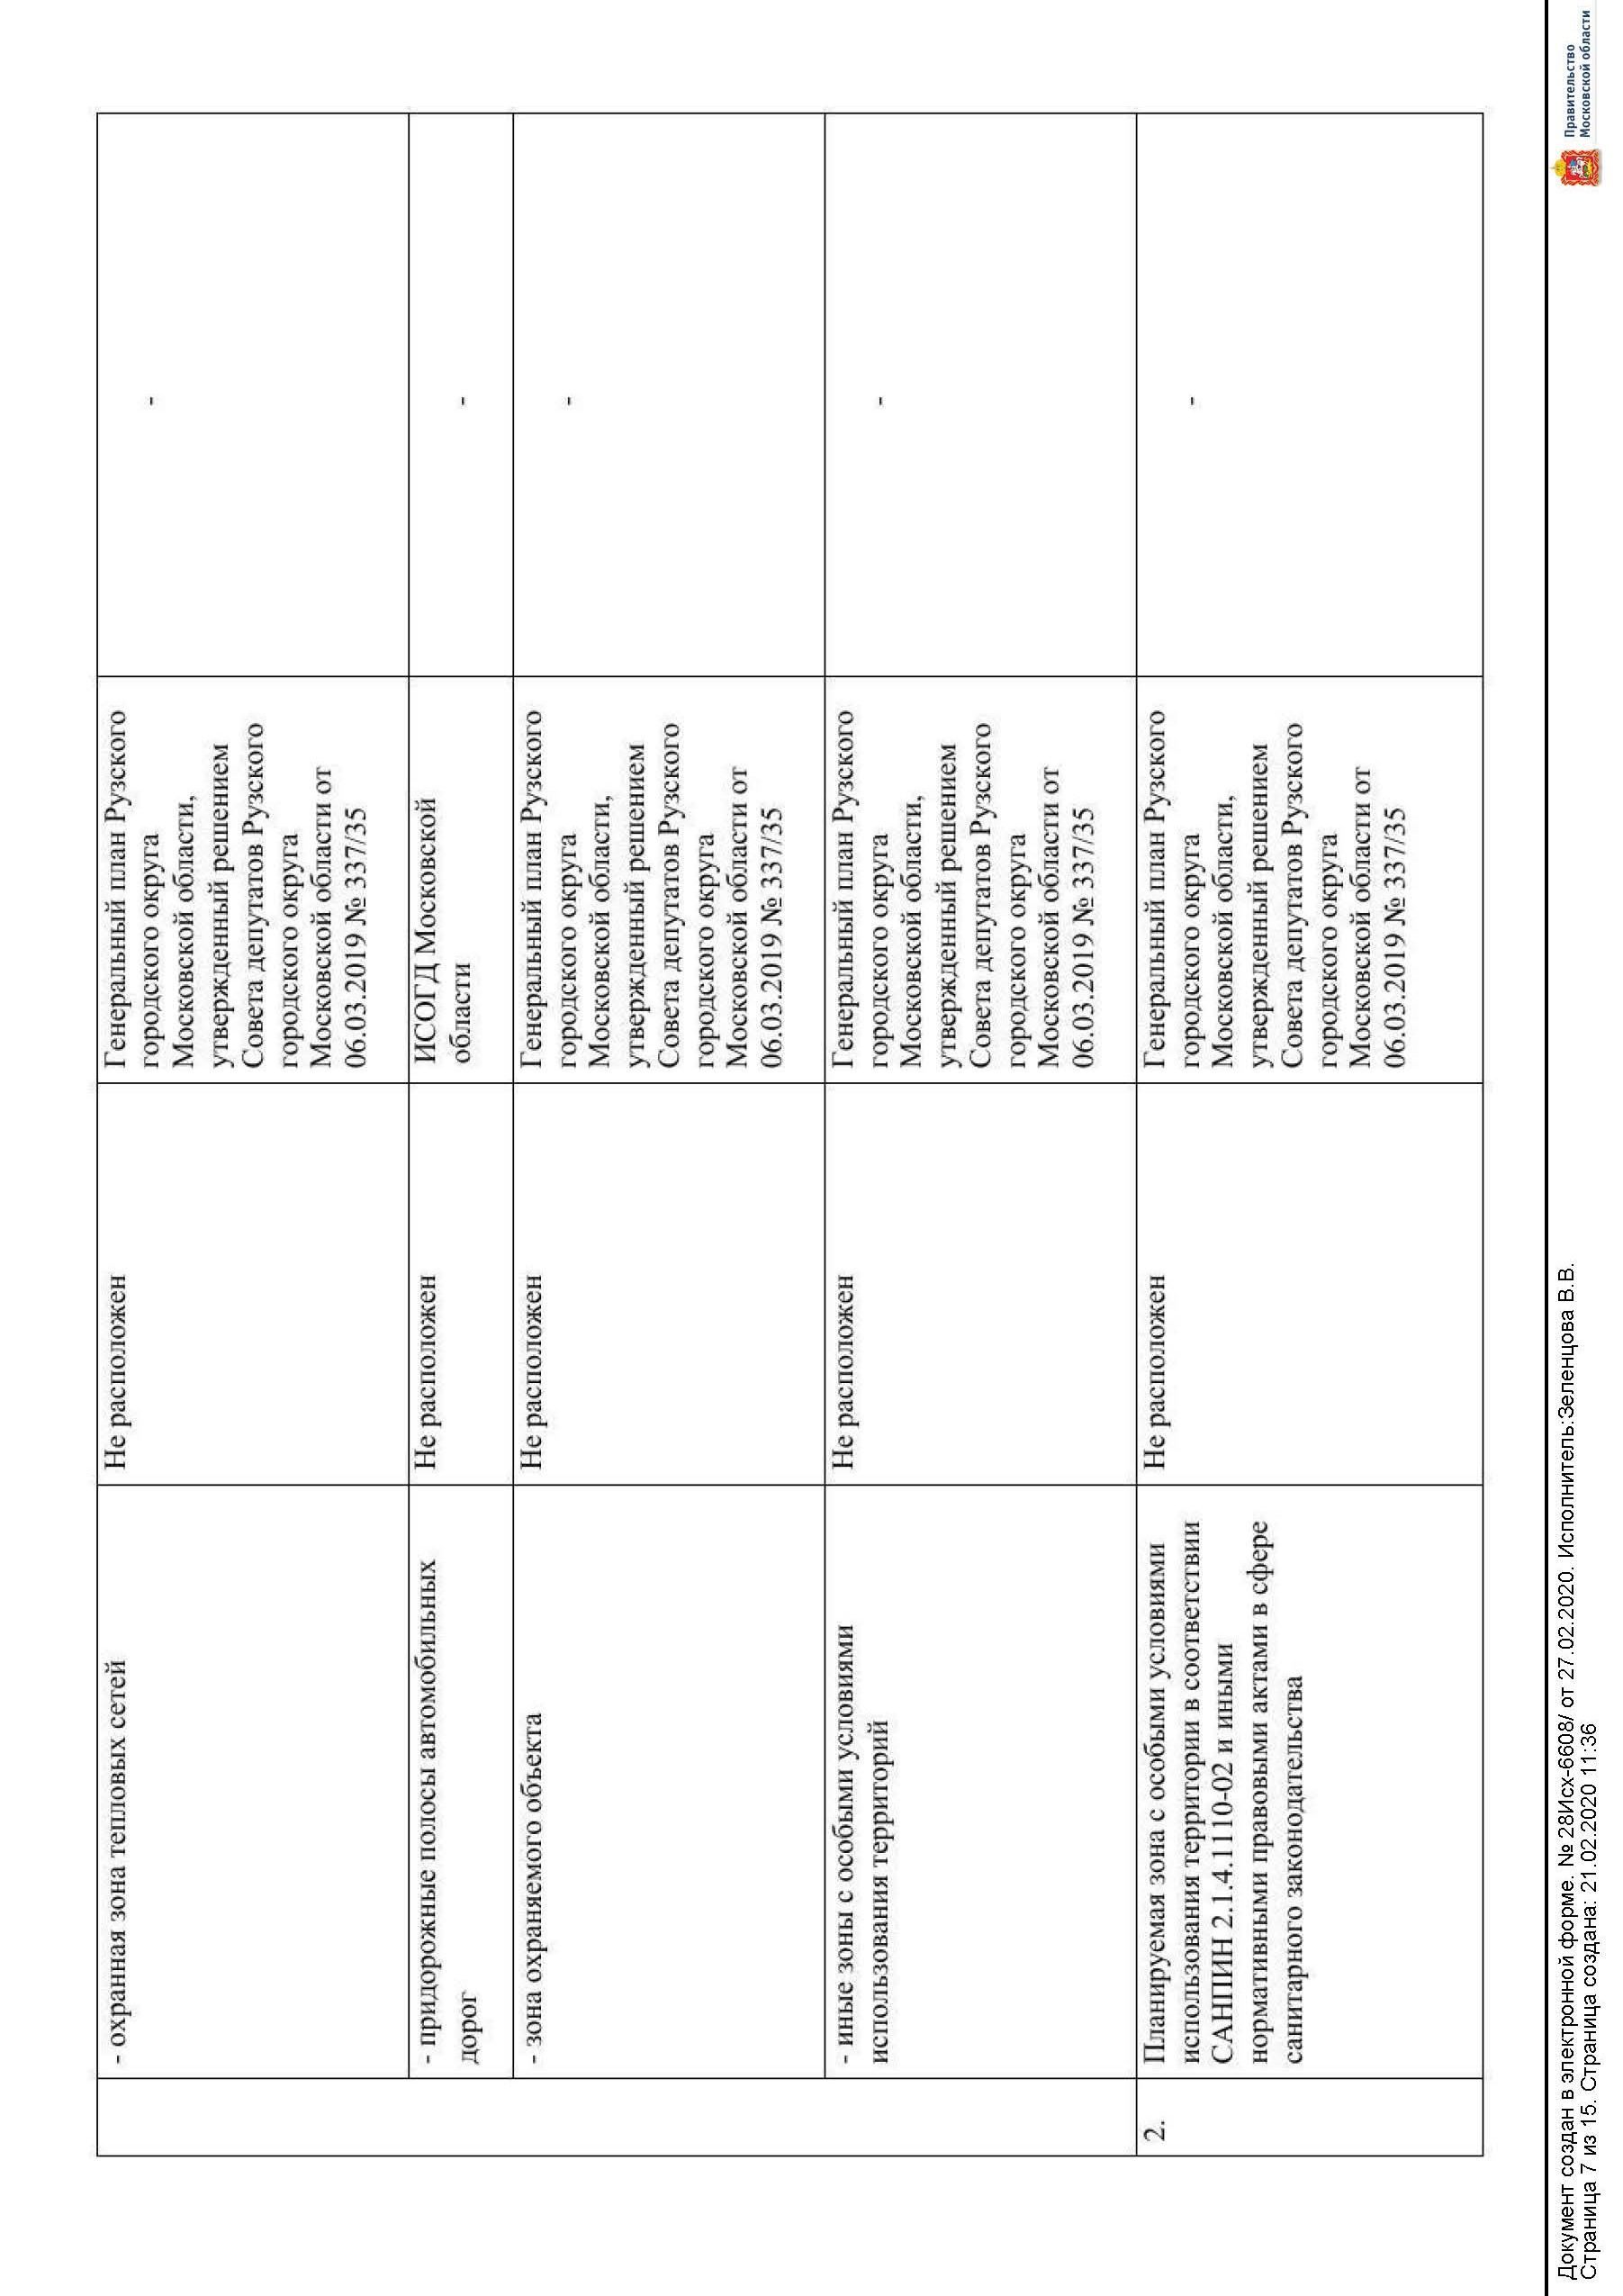 - охранная зона тепловых сетей
Не расположен
Генеральный план Рузского
городского округа
Московской области,
утвержденный решением
Совета депутатов Рузского
городского округа
Московской области от
06.03.2019 № 337/35
-
- придорожные полосы автомобильных
дорог
Не расположен
ИСОГД Московской
области
-
- зона охраняемого объекта
Не расположен
Генеральный план Рузского
городского округа
Московской области,
утвержденный решением
Совета депутатов Рузского
городского округа
Московской области от
06.03.2019 № 337/35
-
- иные зоны с особыми условиями
использования территорий
Не расположен
Генеральный план Рузского
городского округа
Московской области,
утвержденный решением
Совета депутатов Рузского
городского округа
Московской области от
06.03.2019 № 337/35
-
2.
Планируемая зона с особыми условиями
использования территории в соответствии
САНПИН 2.1.4.1110-02 и иными
нормативными правовыми актами в сфере
санитарного законодательства
Не расположен
Генеральный план Рузского
городского округа
Московской области,
утвержденный решением
Совета депутатов Рузского
городского округа
Московской области от
06.03.2019 № 337/35
-
Документ создан в электронной форме. № 28Исх-6608/ от 27.02.2020. Исполнитель:Зеленцова В.В.
Страница 7 из 15. Страница создана: 21.02.2020 11:36
Правительство
Московской области